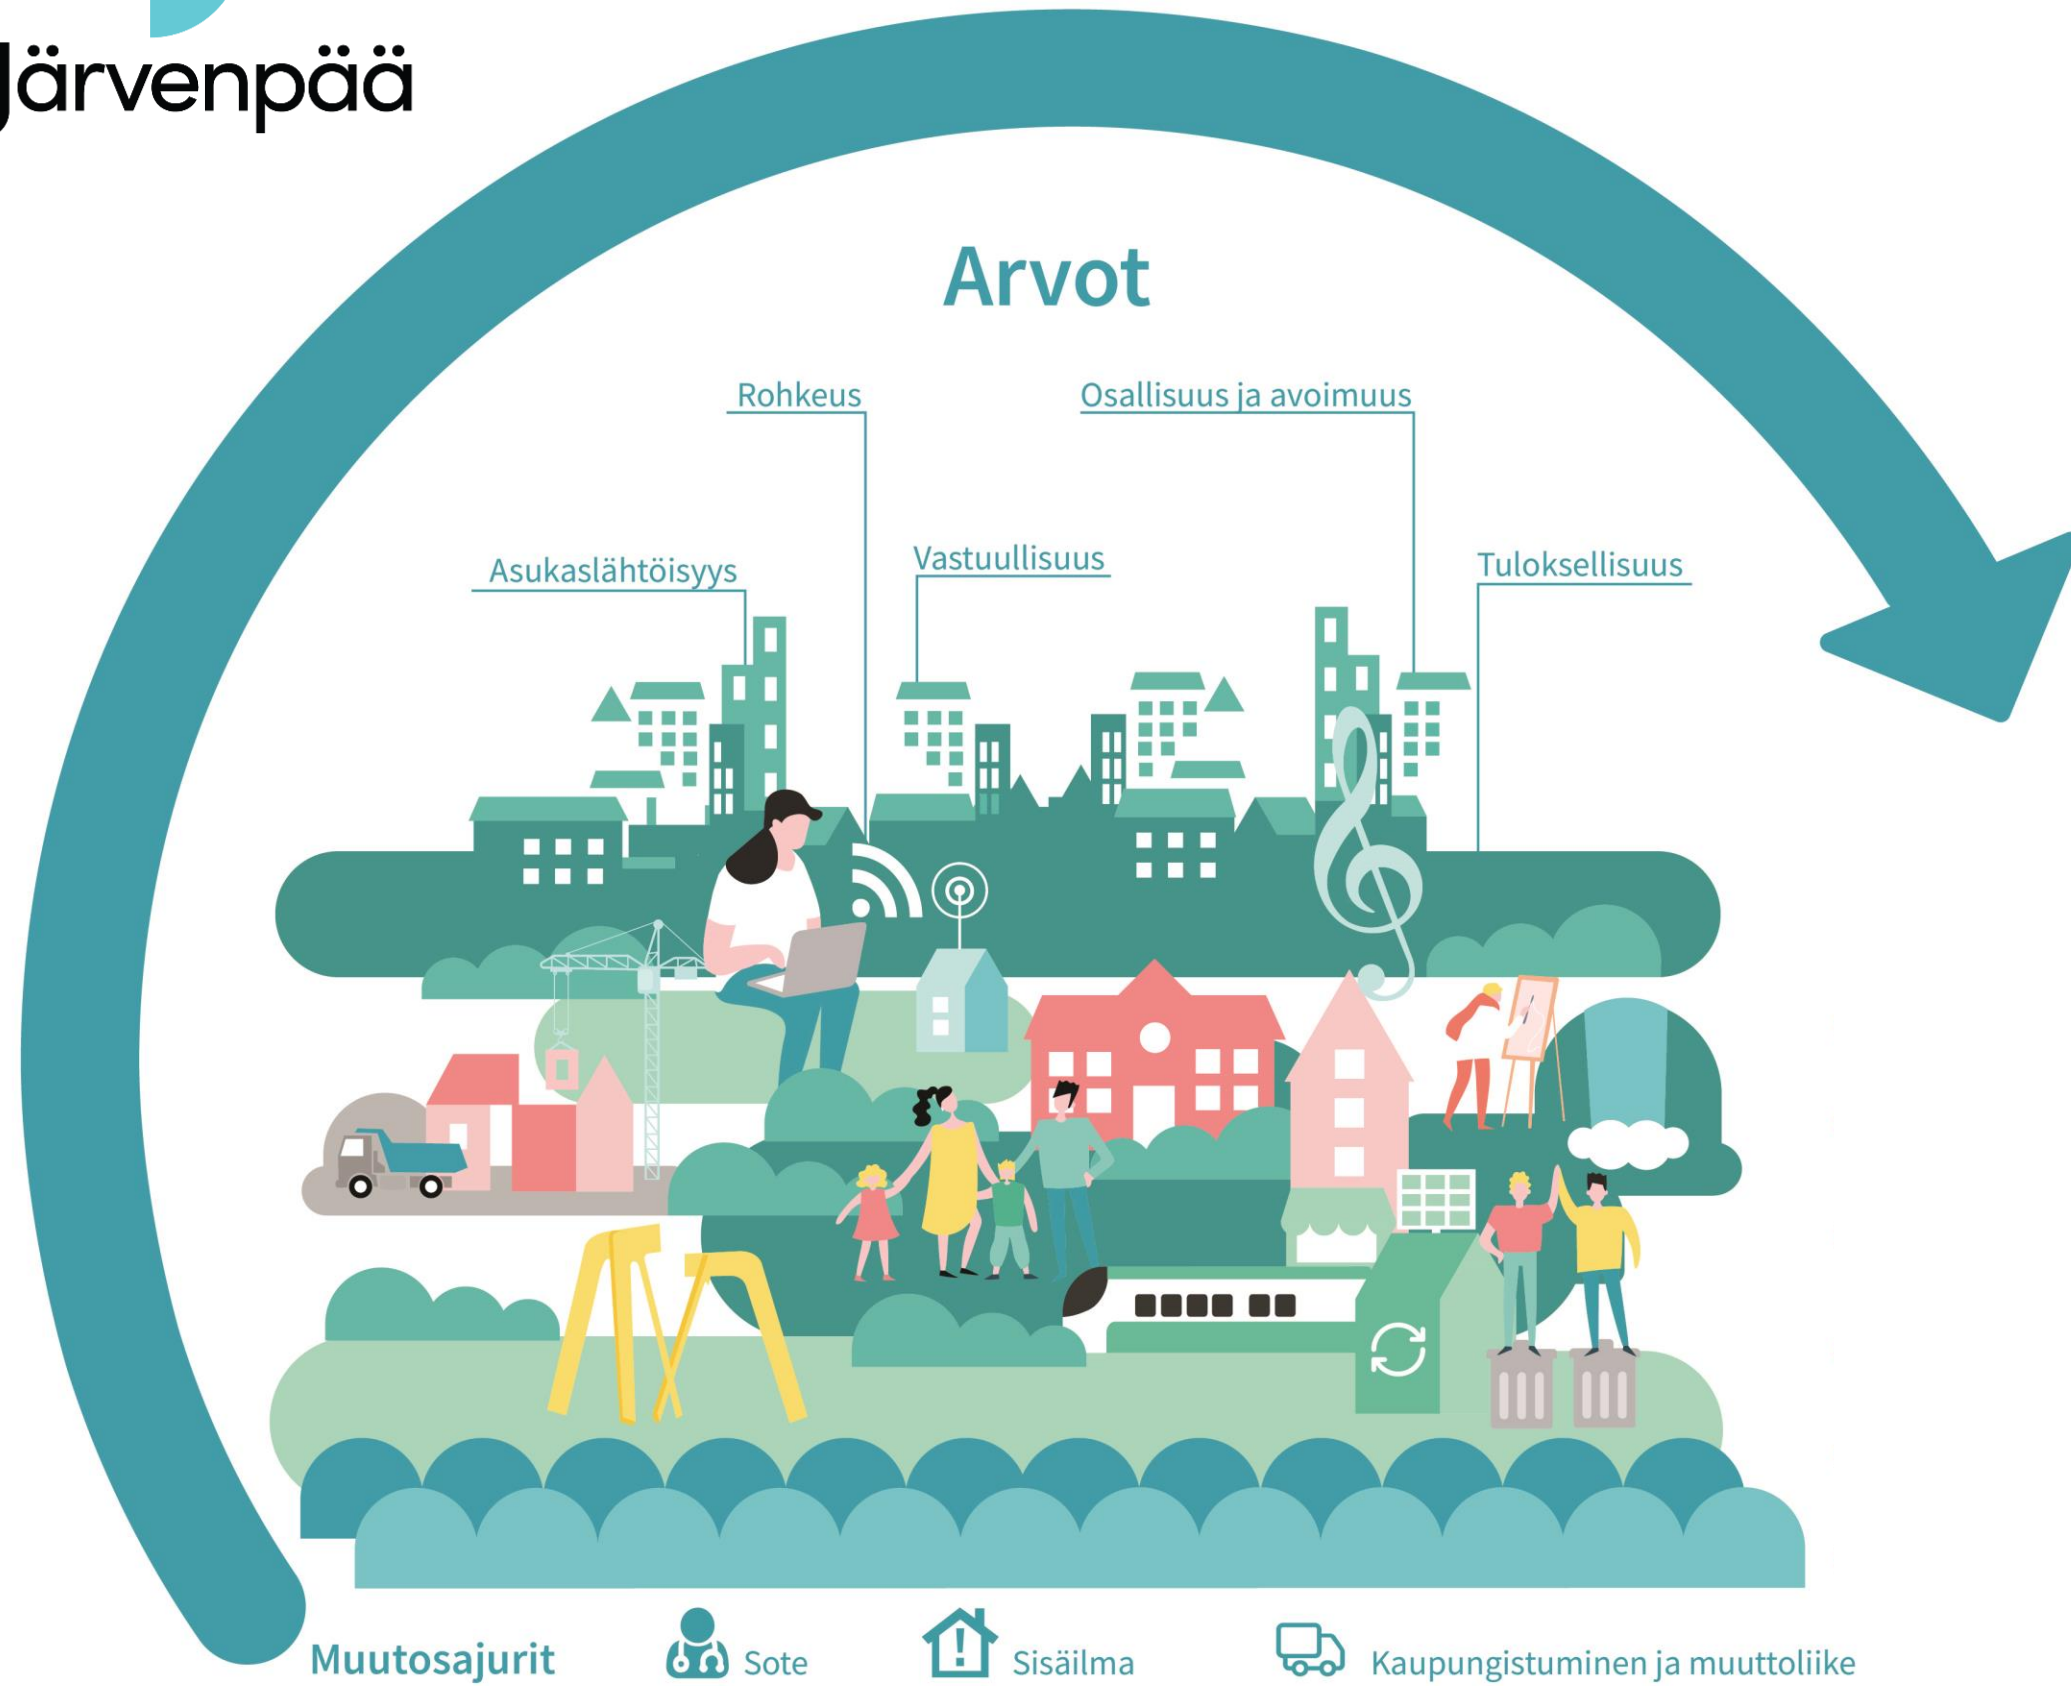 Järvenpää
Arvot
Rohkeus
Osallisuus ja avoimuus
Asukaslähtöisyys
Vastuullisuus
Tuloksellisuus
Muutosajurit
Sote
Sisäilma
Kaupungistuminen ja muuttoliike